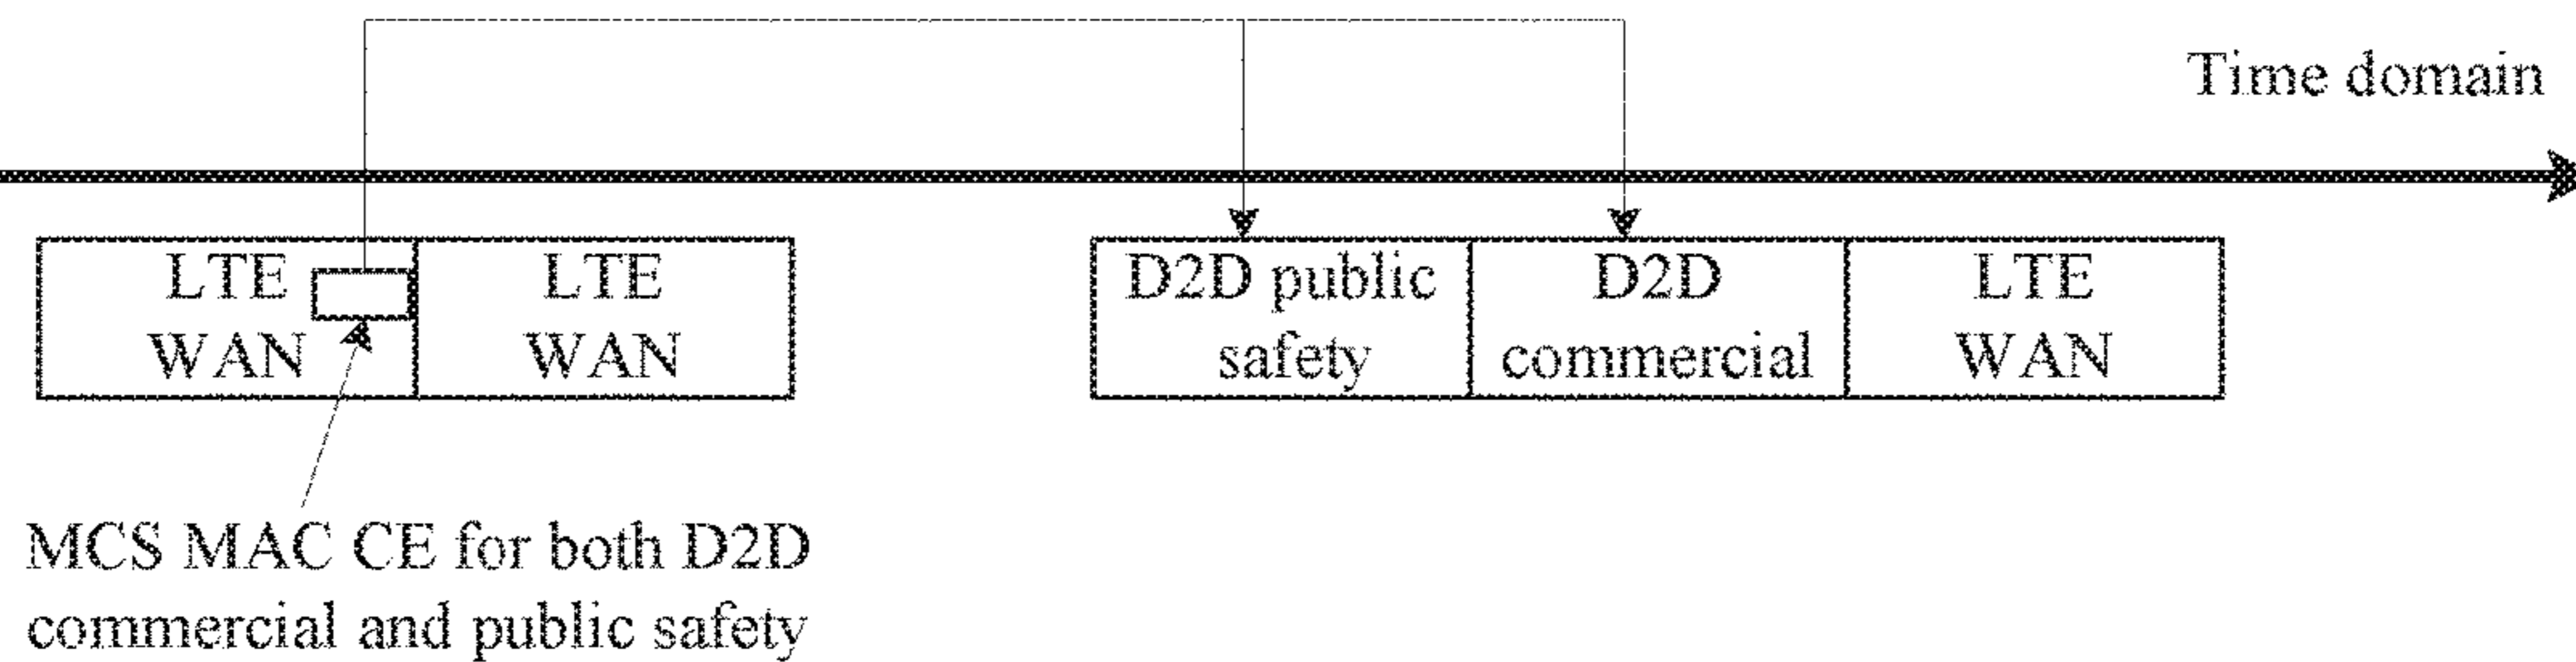 Time domain
LTE
WAN
LTE
WAN
D2D public
safety
D2D
commercial
LTE
WAN
MCS MAC CE for both D2D
commercial and public safety